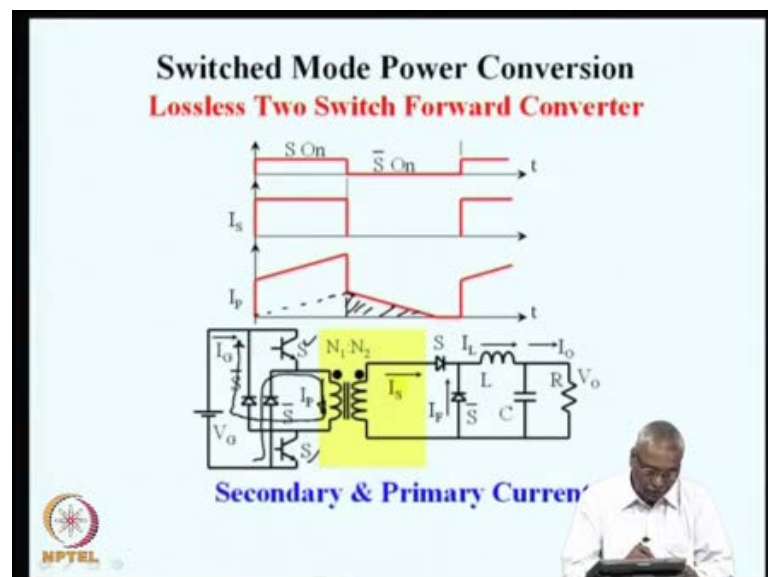 Switched Mode Power Conversion
Lossless Two Switch Forward Converter
S On
S̅ On
t
I_S
I_P
t
I_G
S
N₁:N₂
S
I_L
I_O
S̅
S̅
I_P
I_S
I_F
S̅
L
C
R
V_O
V_G
S
Secondary & Primary Current
NPTEL